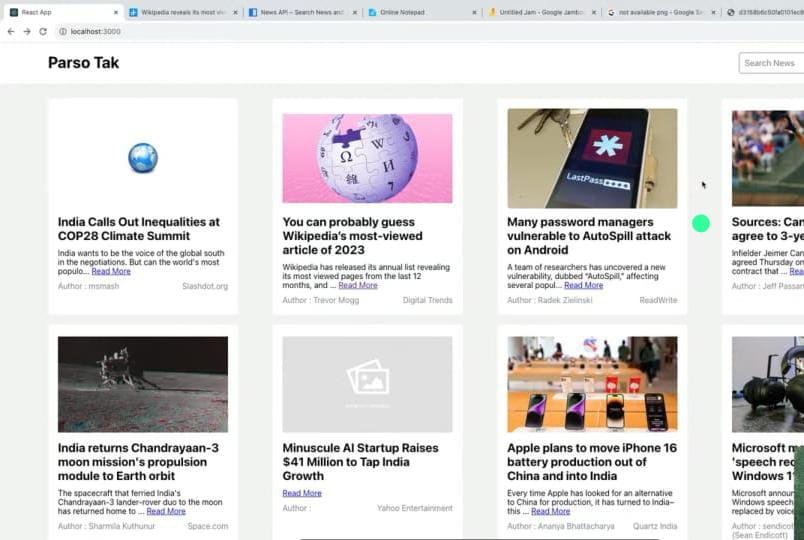 React App
Wikipedia reveals its most vi
News API – Search News and
Online Notepad
Untitled Jam - Google Jambo
not available png - Google Se
d3158b6c50fa0101ec8
localhost:3000
Parso Tak
Search News
India Calls Out Inequalities at
COP28 Climate Summit
India wants to be the voice of the global south
in the negotiations. But can the world's most
populo... Read More
Author : msmash Slashdot.org
You can probably guess
Wikipedia's most-viewed
article of 2023
Wikipedia has released its annual list revealing
its most viewed pages from the last 12
months, and ... Read More
Author : Trevor Mogg Digital Trends
LastPass
Many password managers
vulnerable to AutoSpill attack
on Android
A team of researchers has uncovered a new
vulnerability, dubbed "AutoSpill," affecting
several popul... Read More
Author : Radek Zielinski ReadWrite
Sources: Can
agree to 3-ye
Infielder Jeimer Can
agreed Thursday on
contract that ... Rea
Author : Jeff Passan
India returns Chandrayaan-3
moon mission's propulsion
module to Earth orbit
The spacecraft that ferried India's
Chandrayaan-3 lander-rover duo to the moon
has returned home to ... Read More
Author : Sharmila Kuthunur Space.com
Minuscule AI Startup Raises
$41 Million to Tap India
Growth
Read More
Author : Yahoo Entertainment
Apple plans to move iPhone 16
battery production out of
China and into India
Every time Apple has looked for an alternative
to China for production, it has turned to India–
this ... Read More
Author : Ananya Bhattacharya Quartz India
Microsoft m
'speech rec
Windows 1
Microsoft announ
Windows speech
replaced by voice
Author : sendicot
(Sean Endicott)